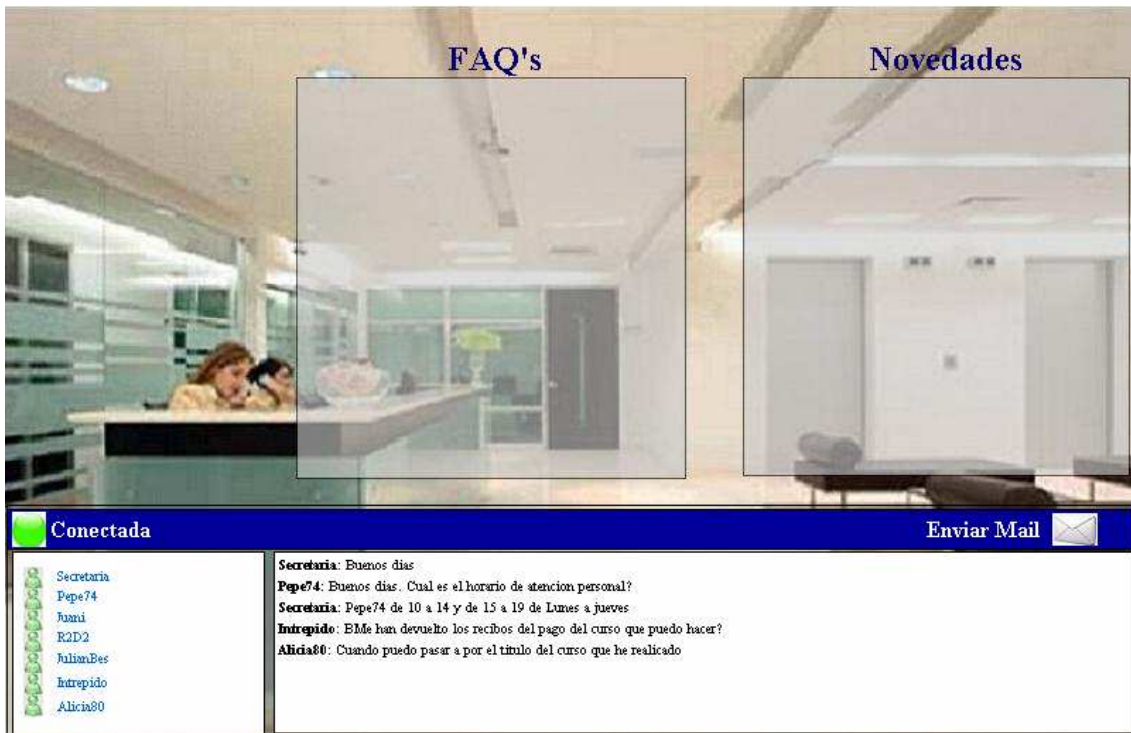 FAQ's
Novedades
Conectada
Enviar Mail
Secretaria
Pepe74
Juani
R2D2
JulianBes
Intrepido
Alicia80
Secretaria: Buenos dias
Pepe74: Buenos dias. Cual es el horario de atencion personal?
Secretaria: Pepe74 de 10 a 14 y de 15 a 19 de Lunes a jueves
Intrepido: BMe han devuelto los recibos del pago del curso que puedo hacer?
Alicia80: Cuando puedo pasar a por el titulo del curso que he realicado